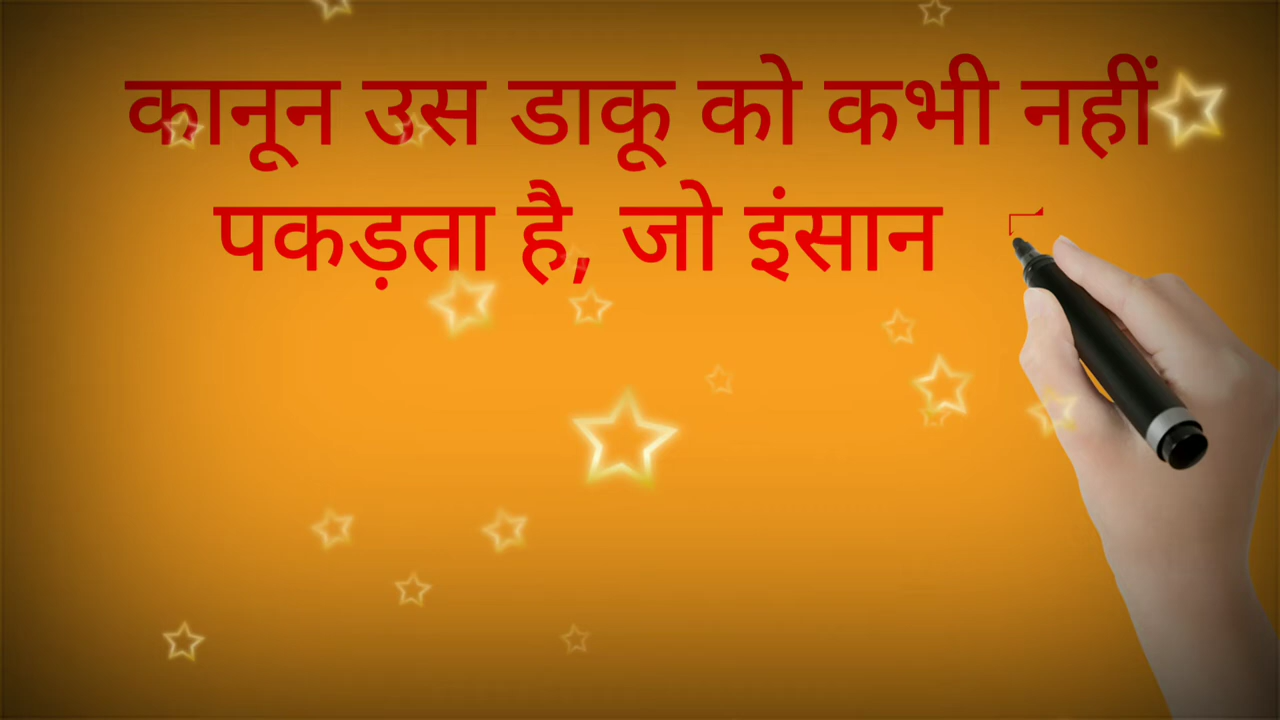 कानून उस डाकू को कभी नहीं
पकड़ता है, जो इंसान